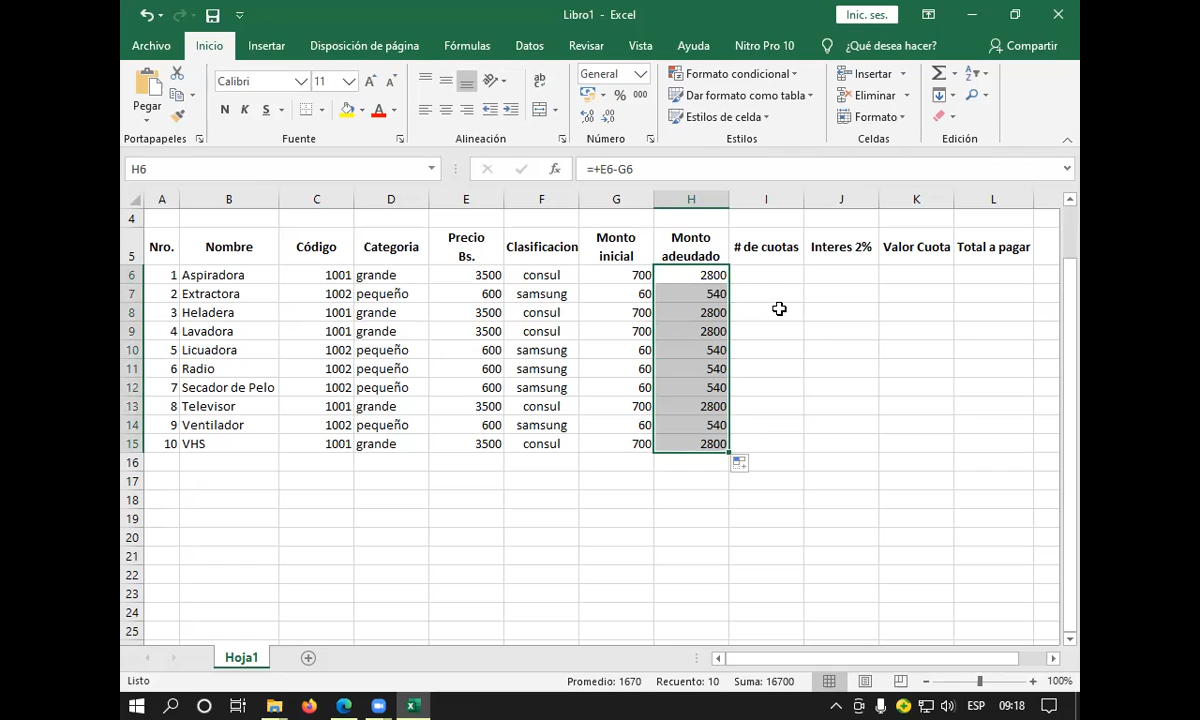 Libro1 - Excel
Inic. ses.
Archivo Inicio Insertar Disposición de página Fórmulas Datos Revisar Vista Ayuda Nitro Pro 10 ¿Qué desea hacer? Compartir
Pegar
Calibri 11
N K S
General
% 000
Formato condicional
Dar formato como tabla
Estilos de celda
Insertar
Eliminar
Formato
Portapapeles Fuente Alineación Número Estilos Celdas Edición
H6 fx =+E6-G6
A B C D E F G H I J K L
4
5 Nro. Nombre Código Categoria Precio Bs. Clasificacion Monto inicial Monto adeudado # de cuotas Interes 2% Valor Cuota Total a pagar
6 1 Aspiradora 1001 grande 3500 consul 700 2800
7 2 Extractora 1002 pequeño 600 samsung 60 540
8 3 Heladera 1001 grande 3500 consul 700 2800
9 4 Lavadora 1001 grande 3500 consul 700 2800
10 5 Licuadora 1002 pequeño 600 samsung 60 540
11 6 Radio 1002 pequeño 600 samsung 60 540
12 7 Secador de Pelo 1002 pequeño 600 samsung 60 540
13 8 Televisor 1001 grande 3500 consul 700 2800
14 9 Ventilador 1002 pequeño 600 samsung 60 540
15 10 VHS 1001 grande 3500 consul 700 2800
16
17
18
19
20
21
22
23
24
25
Hoja1
Listo Promedio: 1670 Recuento: 10 Suma: 16700 100%
ESP 09:18